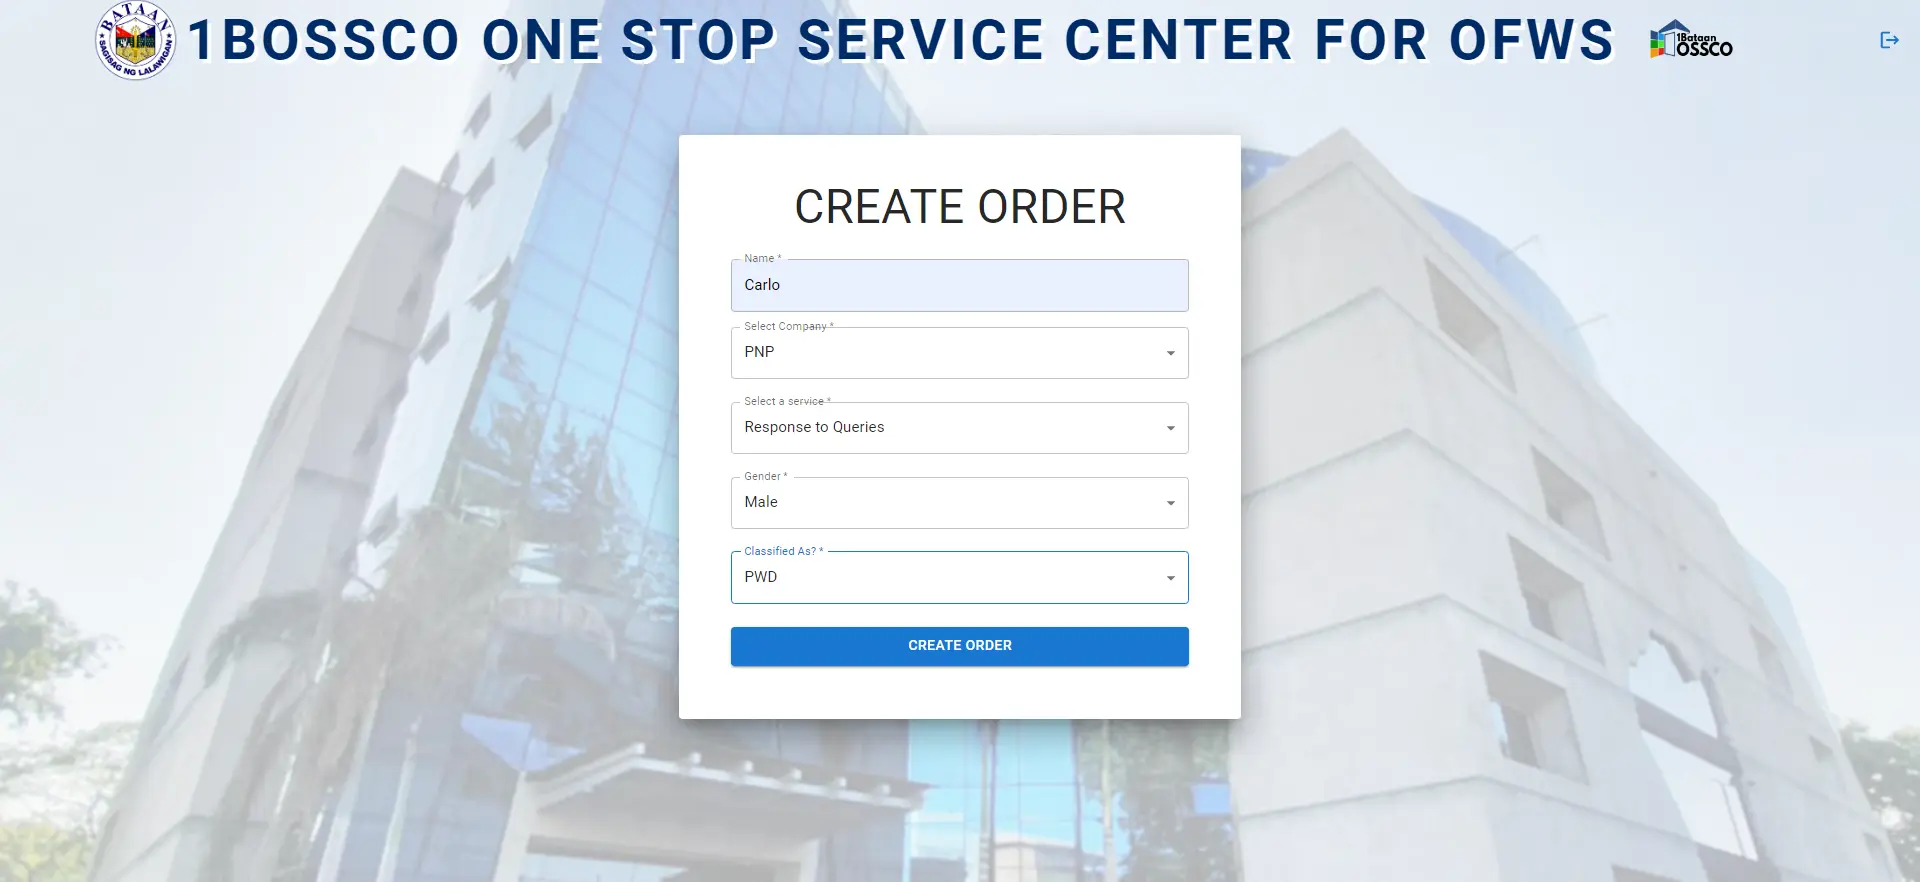 BATAAN
SAGISAG NG LALAWIGAN
1BOSSCO ONE STOP SERVICE CENTER FOR OFWS
1Bataan
OSSCO
CREATE ORDER
Name *
Carlo
Select Company *
PNP
Select a service *
Response to Queries
Gender *
Male
Classified As? *
PWD
CREATE ORDER